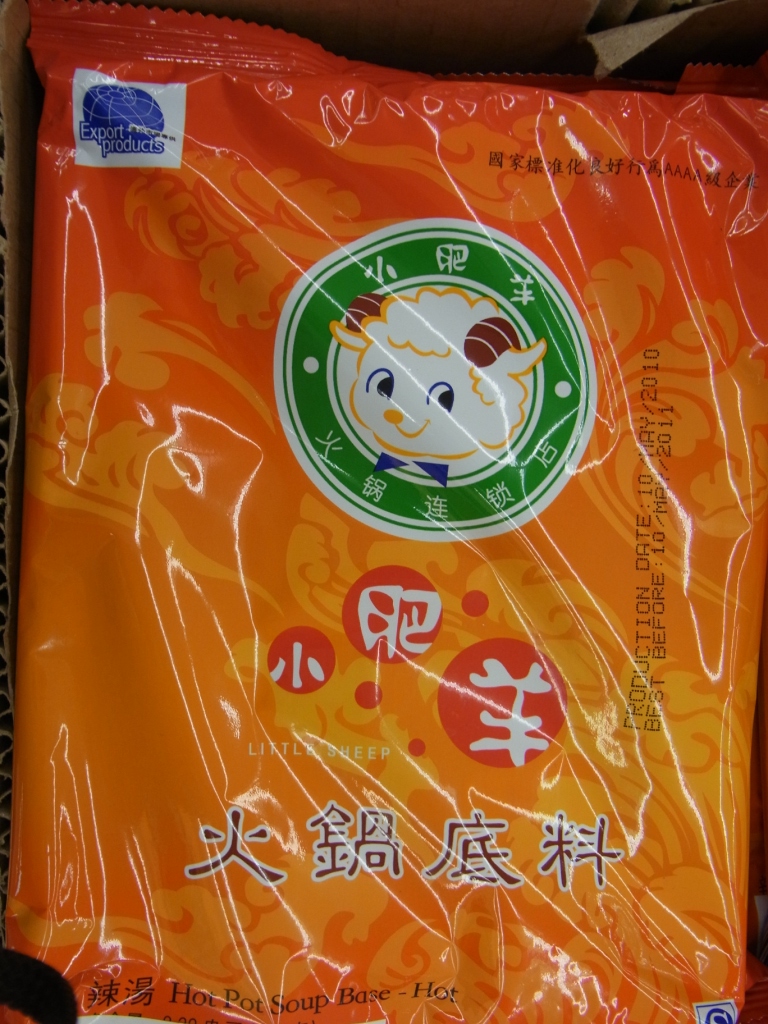 Export
products
國家標准化良好行為AAAA級企業
小肥羊
火锅连锁店
PRODUCTION DATE:10/MAY/2010
BEST BEFORE:10/MAY/2011
小肥羊
LITTLE SHEEP
火鍋底料
辣湯 Hot Pot Soup Base - Hot